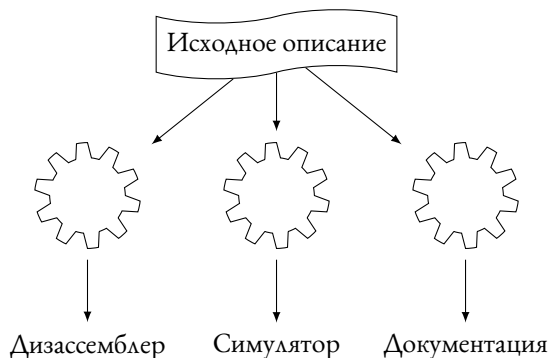 Исходное описание
Дизассемблер Симулятор Документация